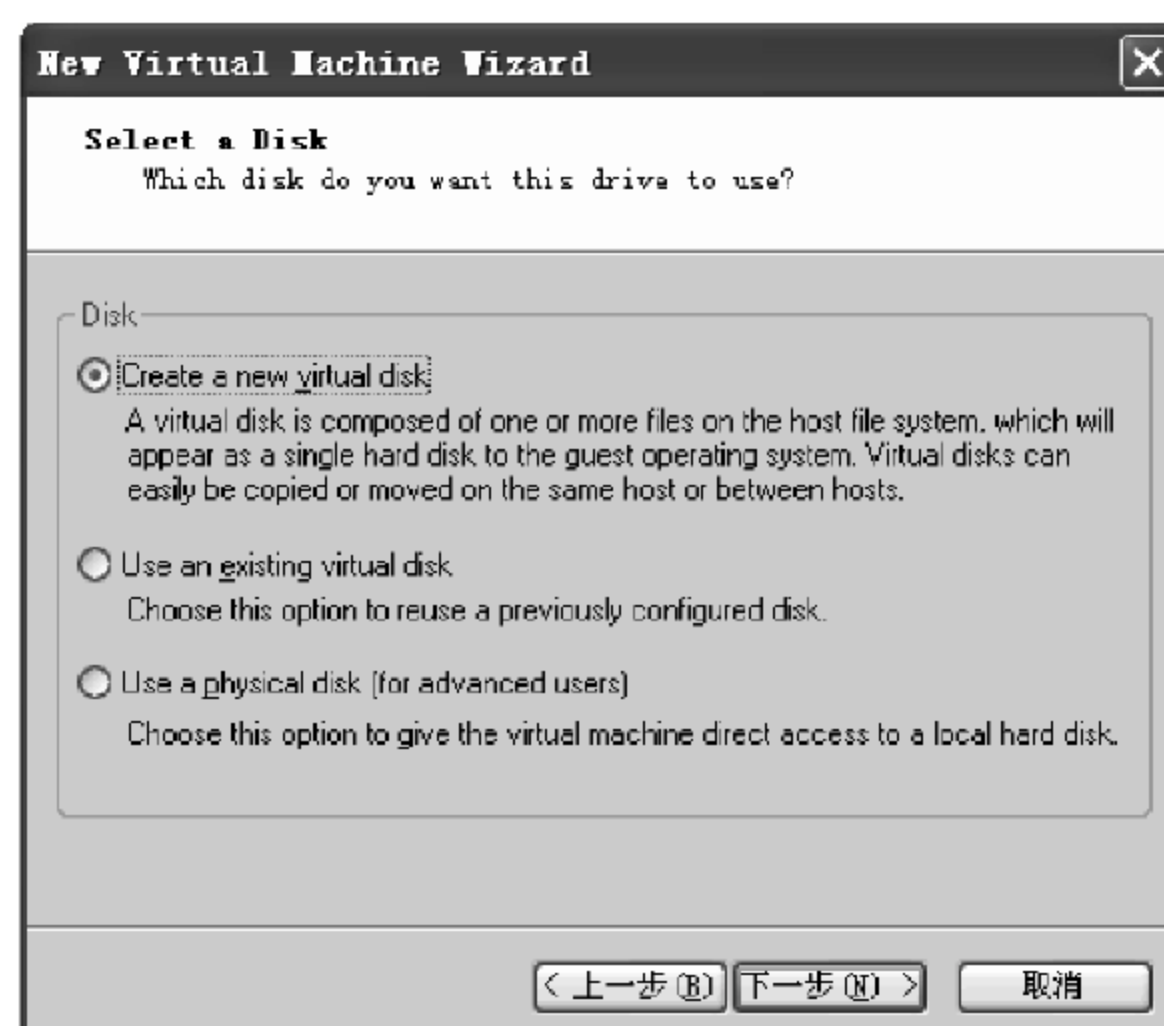 New Virtual Machine Wizard
Select a Disk
Which disk do you want this drive to use?
Disk
Create a new virtual disk
A virtual disk is composed of one or more files on the host file system, which will
appear as a single hard disk to the guest operating system. Virtual disks can
easily be copied or moved on the same host or between hosts.
Use an existing virtual disk
Choose this option to reuse a previously configured disk.
Use a physical disk (for advanced users)
Choose this option to give the virtual machine direct access to a local hard disk.
< 上一步(B) 下一步(N) > 取消